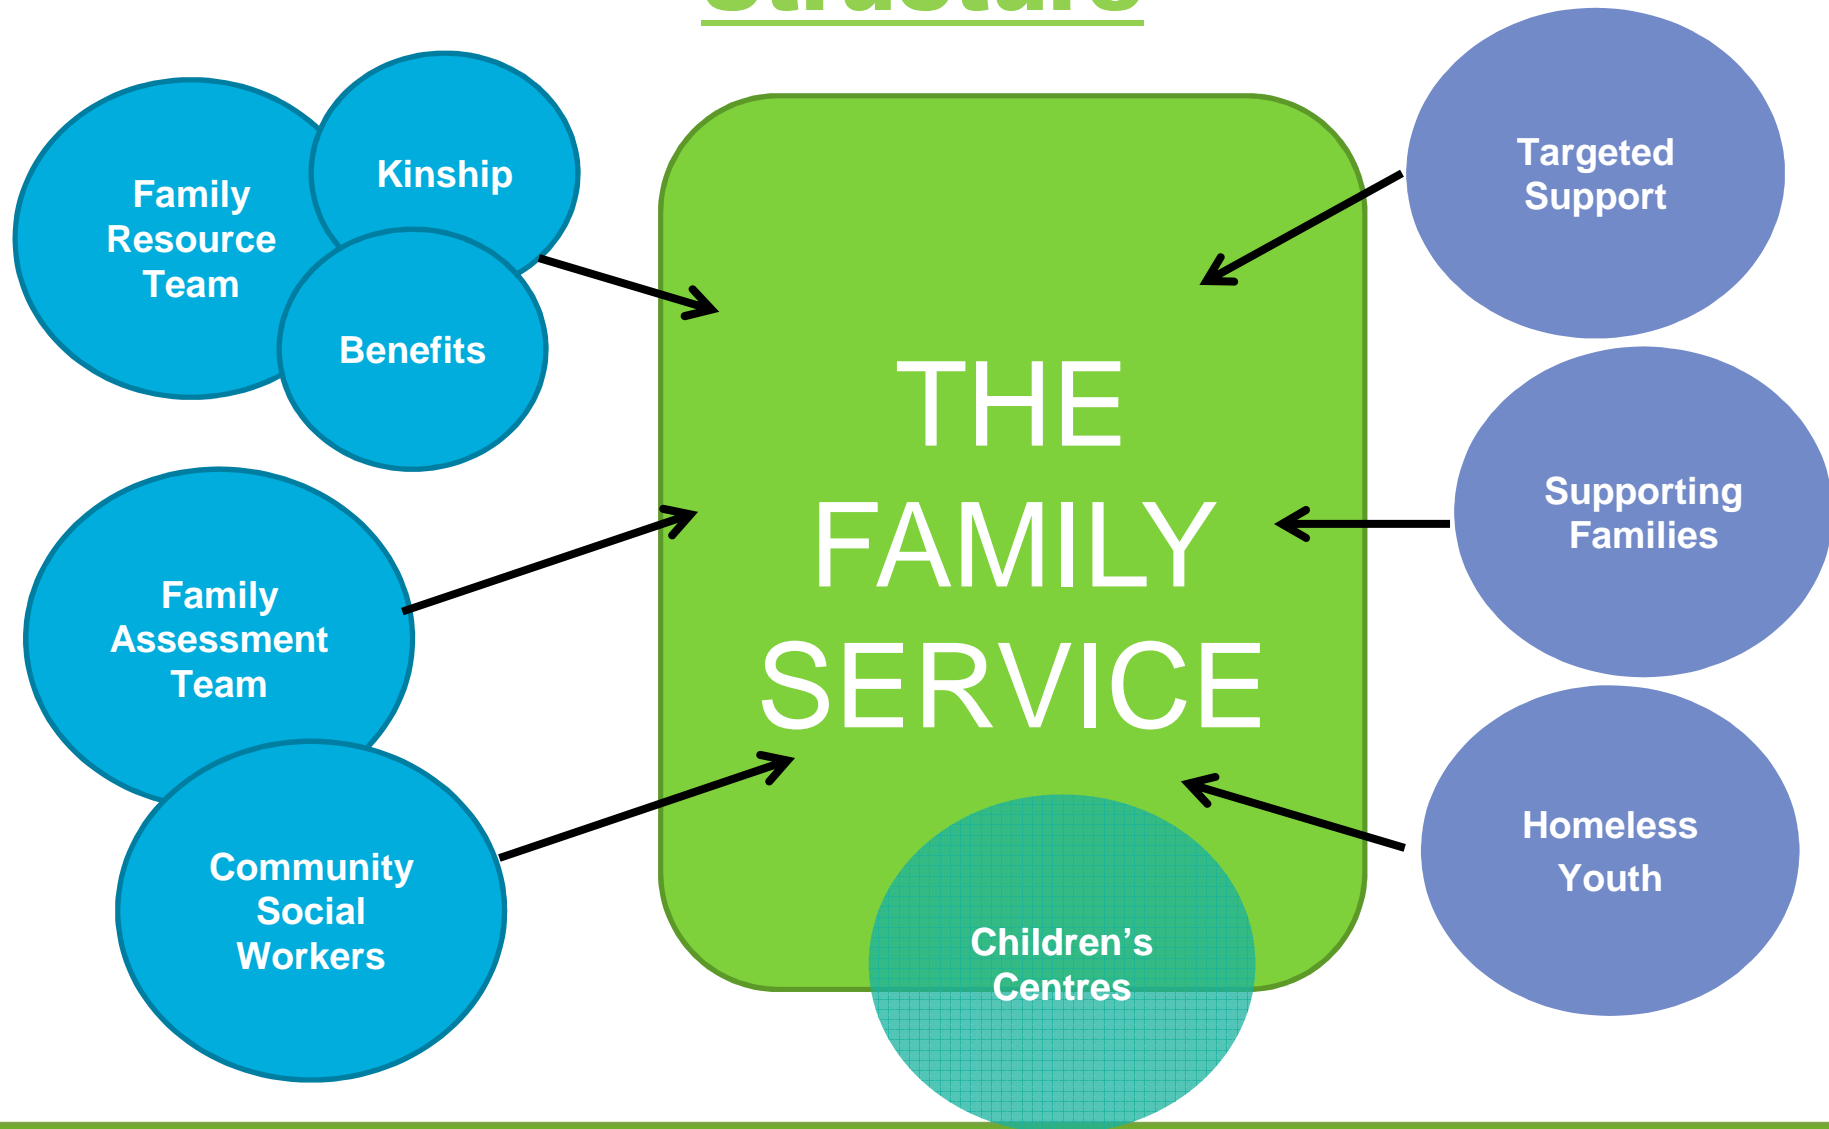 Structure
Kinship
Family
Resource
Team
Benefits
Family
Assessment
Team
Community
Social
Workers
THE
FAMILY
SERVICE
Children’s
Centres
Targeted
Support
Supporting
Families
Homeless
Youth